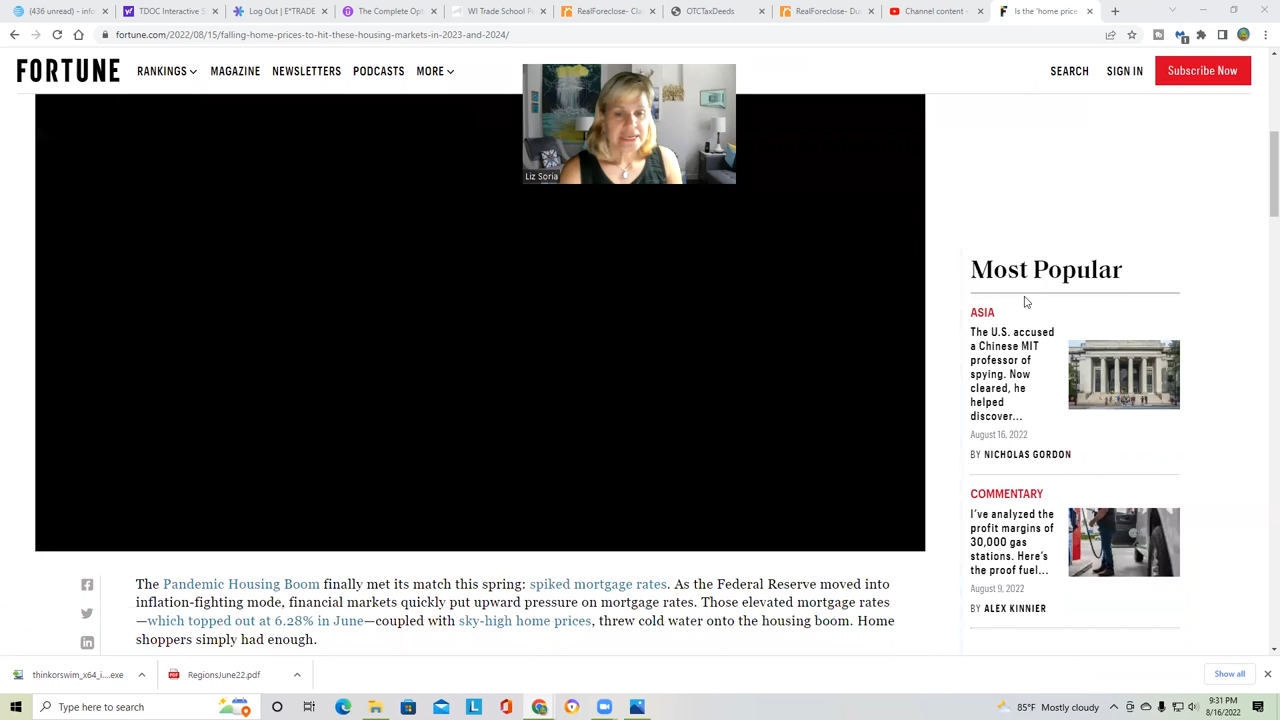 (436 unread) - info
TDOC Interactive S
Log Out | E*TRADE
The Complete Opt
WI Trade School P
RealForeclose- Cla
OTCTaxDeeds
RealForeclose- Du
Channel content -
Is the 'home price
fortune.com/2022/08/15/falling-home-prices-to-hit-these-housing-markets-in-2023-and-2024/
FORTUNE
RANKINGS
MAGAZINE
NEWSLETTERS
PODCASTS
MORE
SEARCH
SIGN IN
Subscribe Now
Liz Soria
Most Popular
ASIA
The U.S. accused
a Chinese MIT
professor of
spying. Now
cleared, he
helped
discover...
August 16, 2022
BY NICHOLAS GORDON
COMMENTARY
I've analyzed the
profit margins of
30,000 gas
stations. Here's
the proof fuel...
August 9, 2022
BY ALEX KINNIER
The Pandemic Housing Boom finally met its match this spring: spiked mortgage rates. As the Federal Reserve moved into
inflation-fighting mode, financial markets quickly put upward pressure on mortgage rates. Those elevated mortgage rates
—which topped out at 6.28% in June—coupled with sky-high home prices, threw cold water onto the housing boom. Home
shoppers simply had enough.
thinkorswim_x64_i....exe
RegionsJune22.pdf
Show all
Type here to search
85°F Mostly cloudy
9:31 PM
8/16/2022